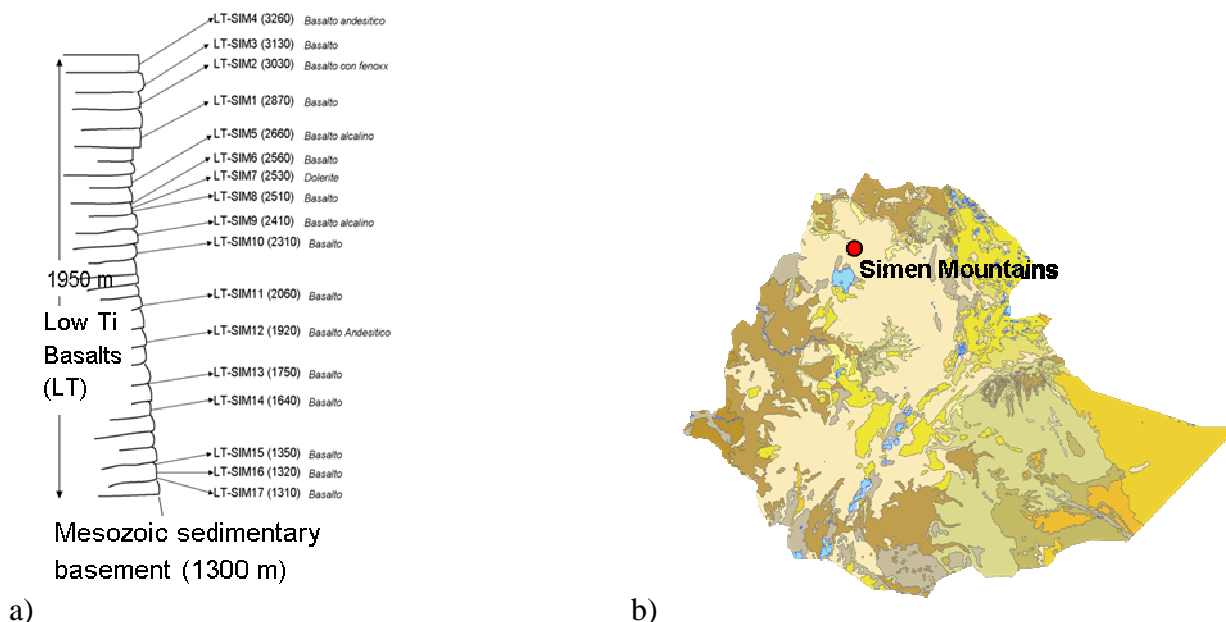 LT-SIM4 (3260) Basalto andesitico
LT-SIM3 (3130) Basalto
LT-SIM2 (3030) Basalto con fenoxx
LT-SIM1 (2870) Basalto
LT-SIM5 (2660) Basalto alcalino
LT-SIM6 (2560) Basalto
LT-SIM7 (2530) Dolerite
LT-SIM8 (2510) Basalto
LT-SIM9 (2410) Basalto alcalino
LT-SIM10 (2310) Basalto
1950 m
LT-SIM11 (2060) Basalto
Low Ti
Basalts
(LT)
LT-SIM12 (1920) Basalto Andesitico
LT-SIM13 (1750) Basalto
LT-SIM14 (1640) Basalto
LT-SIM15 (1350) Basalto
LT-SIM16 (1320) Basalto
LT-SIM17 (1310) Basalto
Mesozoic sedimentary
basement (1300 m)
a)
Simen Mountains
b)